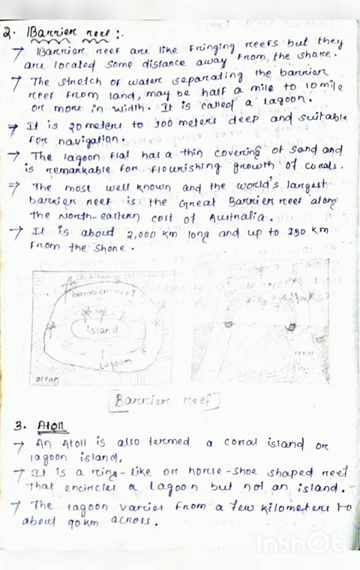 2. Barrier reef :-
→ Barrier reef are like fringing reefs but they
are located some distance away from the shore.
→ The stretch of water separating the barrier
reef from land, may be half a mile to 10 mile
or more in width. It is called a lagoon.
→ It is 20 meters to 100 meters deep and suitable
for navigation.
→ The lagoon flat has a thin covering of sand and
is remarkable for flourishing growth of corals.
→ The most well known and the world's largest
barrier reef is the Great Barrier reef along
the North-eastern cost of Australia.
→ It is about 2,000 km long and up to
from the shore.
barrier reef
island
lagoon
ocean
Barrier reef
3. Atoll
→ An Atoll is also termed a coral island or
lagoon island.
→ It is a ring-like or horse-shoe shaped reef
that encircles a lagoon but not an island.
→ The lagoon varies from a few kilometers to
about 90km across.
InShOt